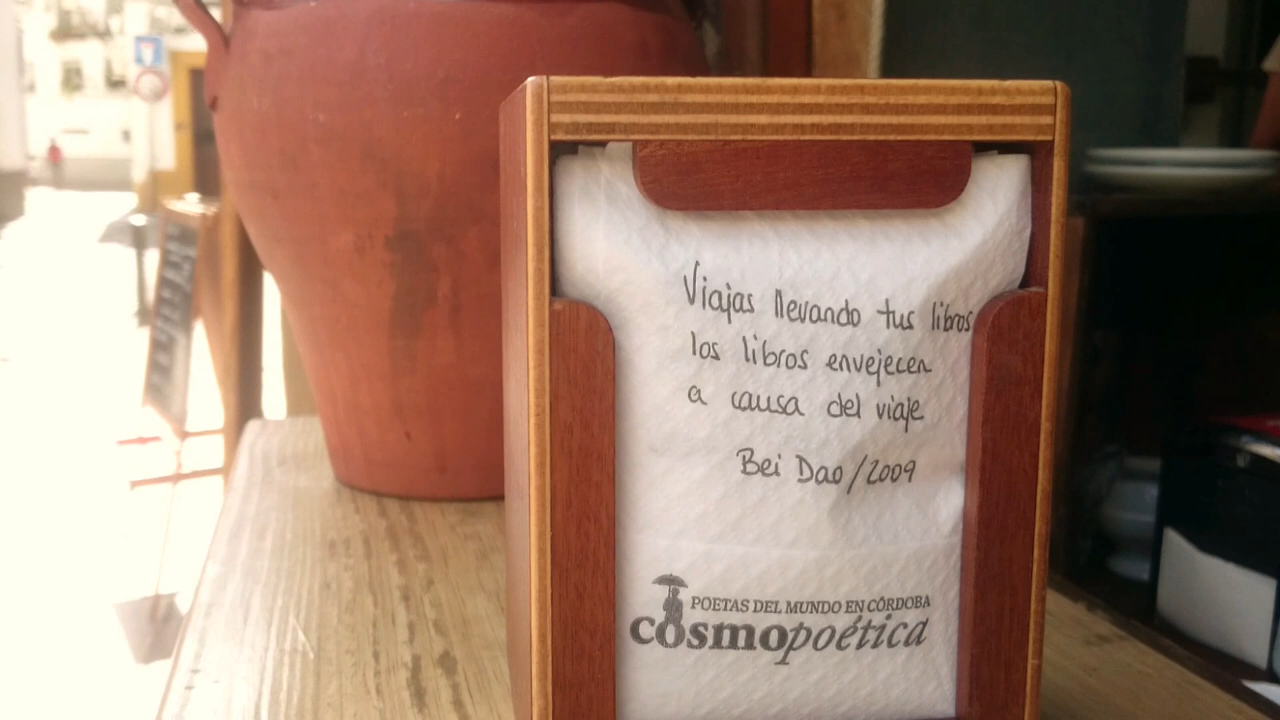 Viajas llevando tus libros
los libros envejecen
a causa del viaje
Bei Dao/2009
POETAS DEL MUNDO EN CÓRDOBA
cosmopoética